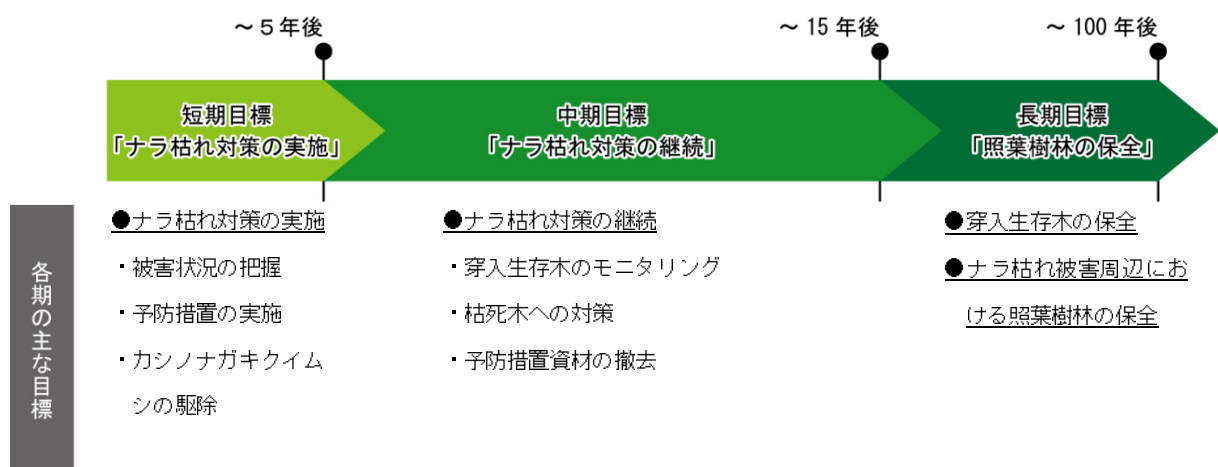 ～５年後
～ 15 年後
～ 100 年後
短期目標
「ナラ枯れ対策の実施」
中期目標
「ナラ枯れ対策の継続」
長期目標
「照葉樹林の保全」
各期の主な目標
●ナラ枯れ対策の実施
・被害状況の把握
・予防措置の実施
・カシノナガキクイム
シの駆除
●ナラ枯れ対策の継続
・穿入生存木のモニタリング
・枯死木への対策
・予防措置資材の撤去
●穿入生存木の保全
●ナラ枯れ被害周辺にお
ける照葉樹林の保全